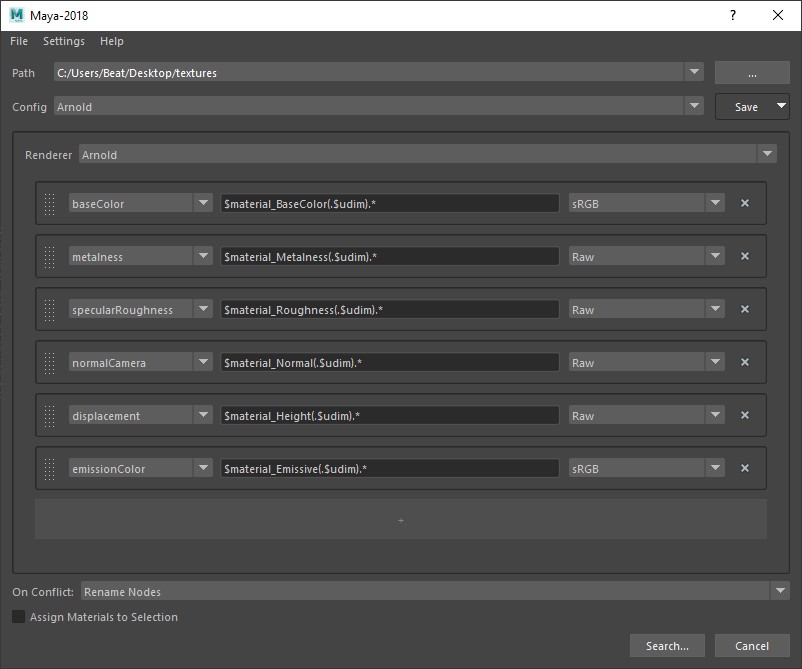 Maya-2018 ?
File Settings Help
Path C:/Users/Beat/Desktop/textures ...
Config Arnold Save
Renderer Arnold
baseColor $material_BaseColor(.$udim).* sRGB
metalness $material_Metalness(.$udim).* Raw
specularRoughness $material_Roughness(.$udim).* Raw
normalCamera $material_Normal(.$udim).* Raw
displacement $material_Height(.$udim).* Raw
emissionColor $material_Emissive(.$udim).* sRGB
+
On Conflict: Rename Nodes
Assign Materials to Selection
Search... Cancel